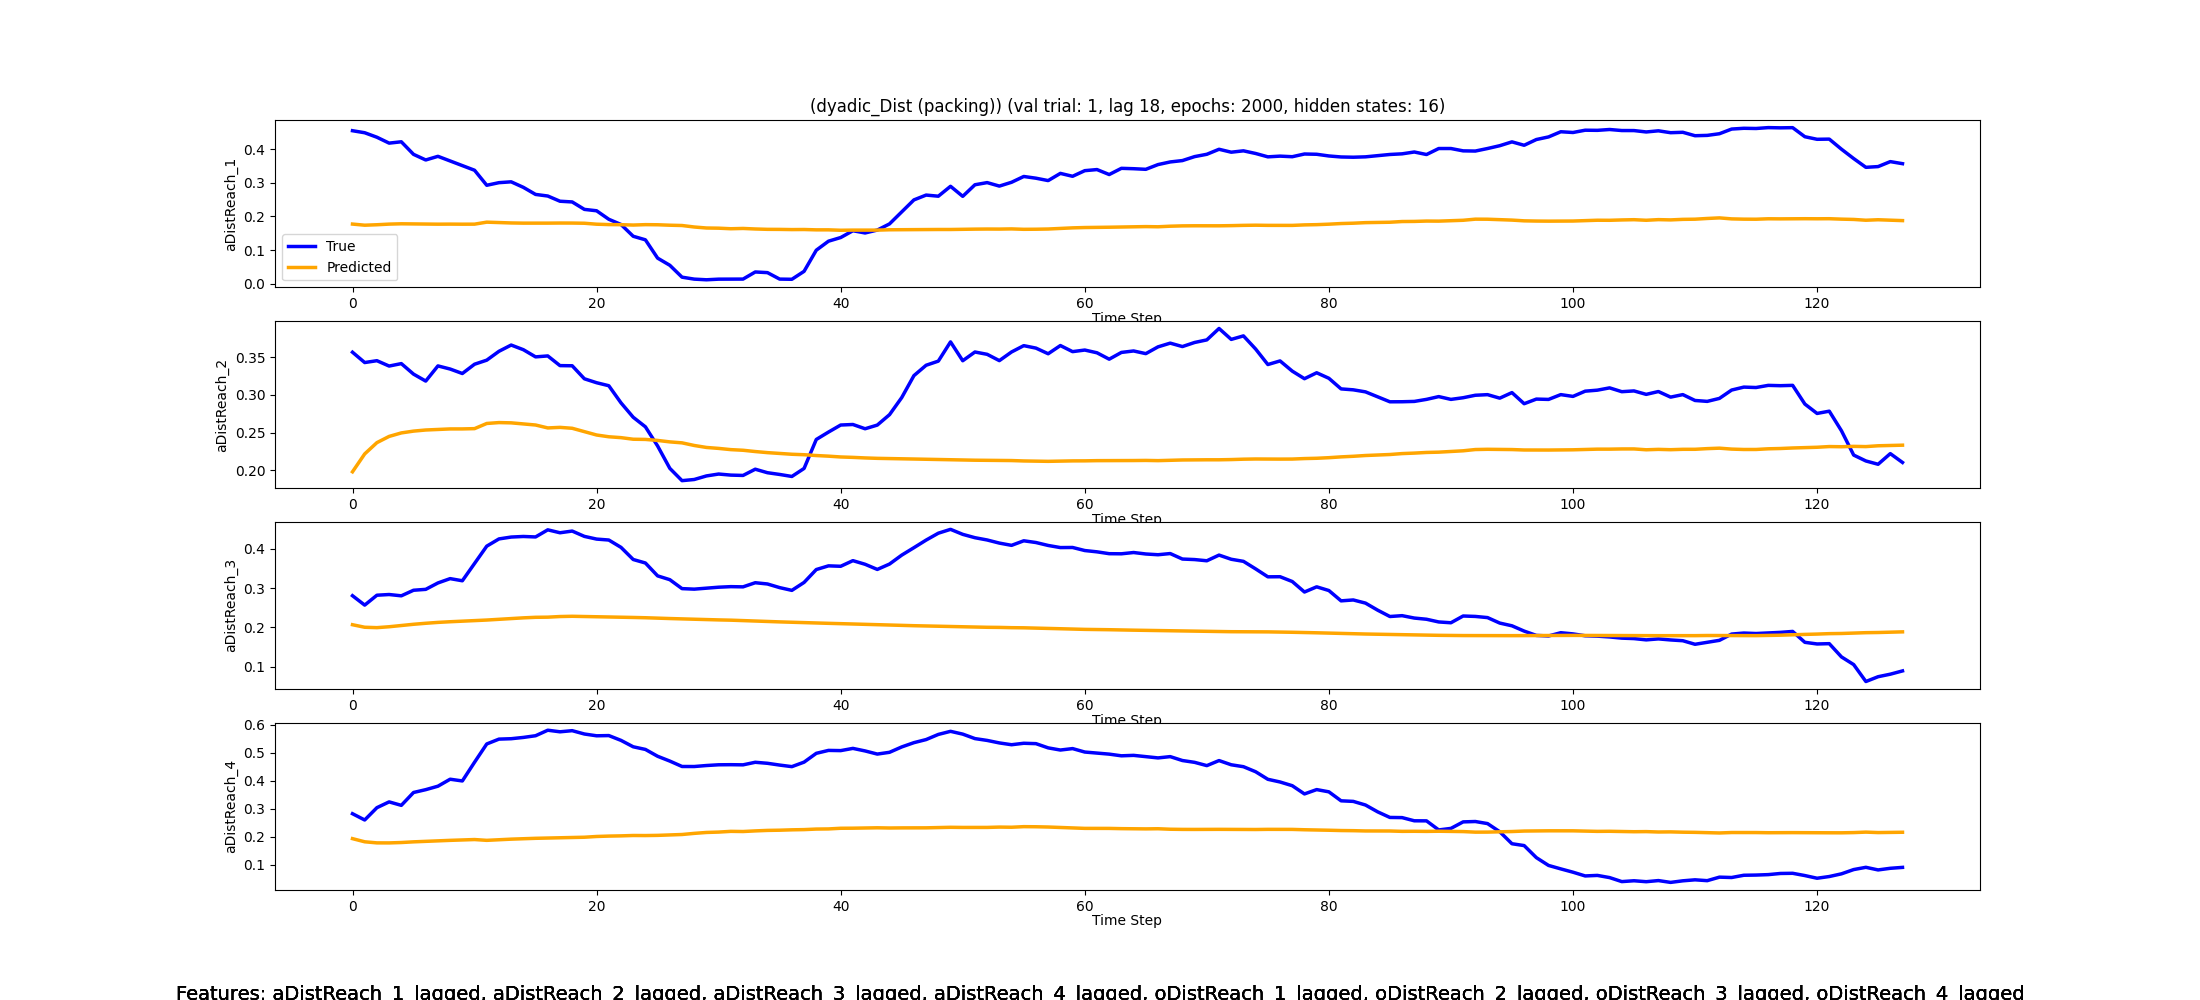 (dyadic_Dist (packing)) (val trial: 1, lag 18, epochs: 2000, hidden states: 16)
aDistReach_1
0.4
0.3
0.2
0.1
0.0
True
Predicted
0 20 40 60 80 100 120
Time Step
aDistReach_2
0.35
0.30
0.25
0.20
0 20 40 60 80 100 120
Time Step
aDistReach_3
0.4
0.3
0.2
0.1
0 20 40 60 80 100 120
Time Step
aDistReach_4
0.6
0.5
0.4
0.3
0.2
0.1
0 20 40 60 80 100 120
Time Step
Features: aDistReach_1_lagged, aDistReach_2_lagged, aDistReach_3_lagged, aDistReach_4_lagged, oDistReach_1_lagged, oDistReach_2_lagged, oDistReach_3_lagged, oDistReach_4_lagged